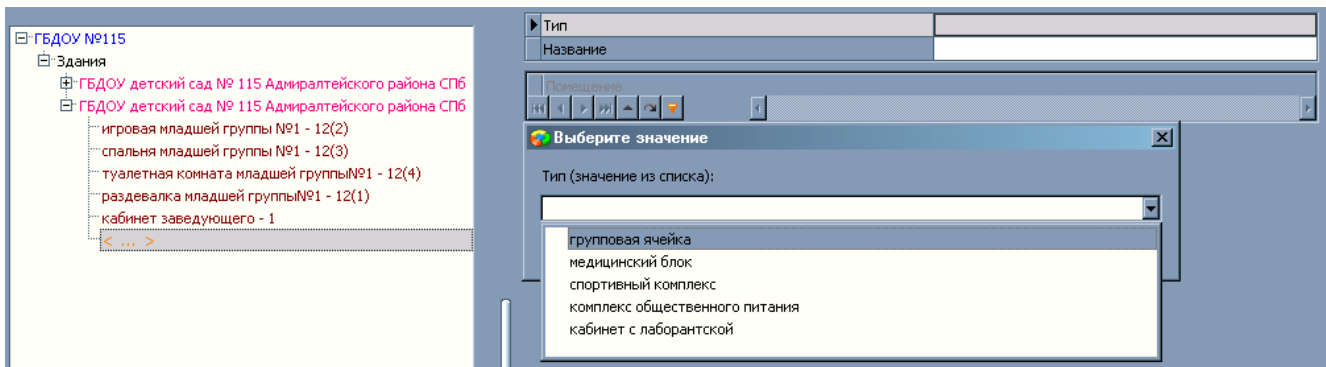 ГБДОУ №115
Здания
ГБДОУ детский сад № 115 Адмиралтейского района СПб
ГБДОУ детский сад № 115 Адмиралтейского района СПб
игровая младшей группы №1 - 12(2)
спальня младшей группы №1 - 12(3)
туалетная комната младшей группы№1 - 12(4)
раздевалка младшей группы№1 - 12(1)
кабинет заведующего - 1
< ... >
Тип
Название
Помещение
Выберите значение
Тип (значение из списка):
групповая ячейка
медицинский блок
спортивный комплекс
комплекс общественного питания
кабинет с лаборантской